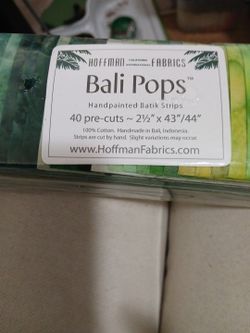 HOFFMAN CALIFORNIA INTERNATIONAL FABRICS
Bali Pops™
Handpainted Batik Strips
40 pre-cuts ~ 2½" x 43"/44"
100% Cotton. Handmade in Bali, Indonesia.
Strips are cut by hand. Slight variations may occur.
www.HoffmanFabrics.com